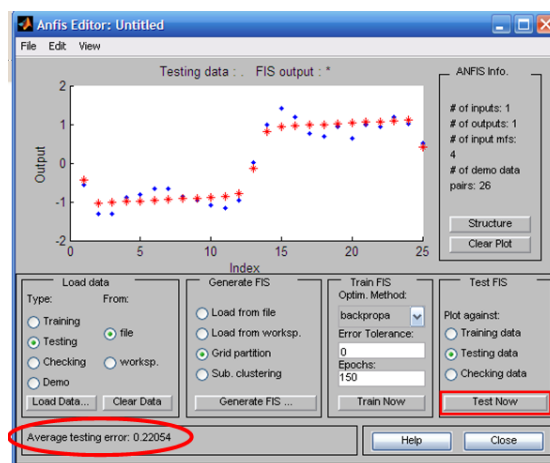 Anfis Editor: Untitled
File Edit View
Testing data : . FIS output : *
2
1
0
-1
-2
Output
0 5 10 15 20 25
Index
ANFIS Info.
# of inputs: 1
# of outputs: 1
# of input mfs:
4
# of demo data
pairs: 26
Structure
Clear Plot
Load data
Type: From:
Training
Testing
Checking
Demo
file
worksp.
Load Data... Clear Data
Generate FIS
Load from file
Load from worksp.
Grid partition
Sub. clustering
Generate FIS ...
Train FIS
Optim. Method:
backpropa
Error Tolerance:
0
Epochs:
150
Train Now
Test FIS
Plot against:
Training data
Testing data
Checking data
Test Now
Average testing error: 0.22054
Help Close